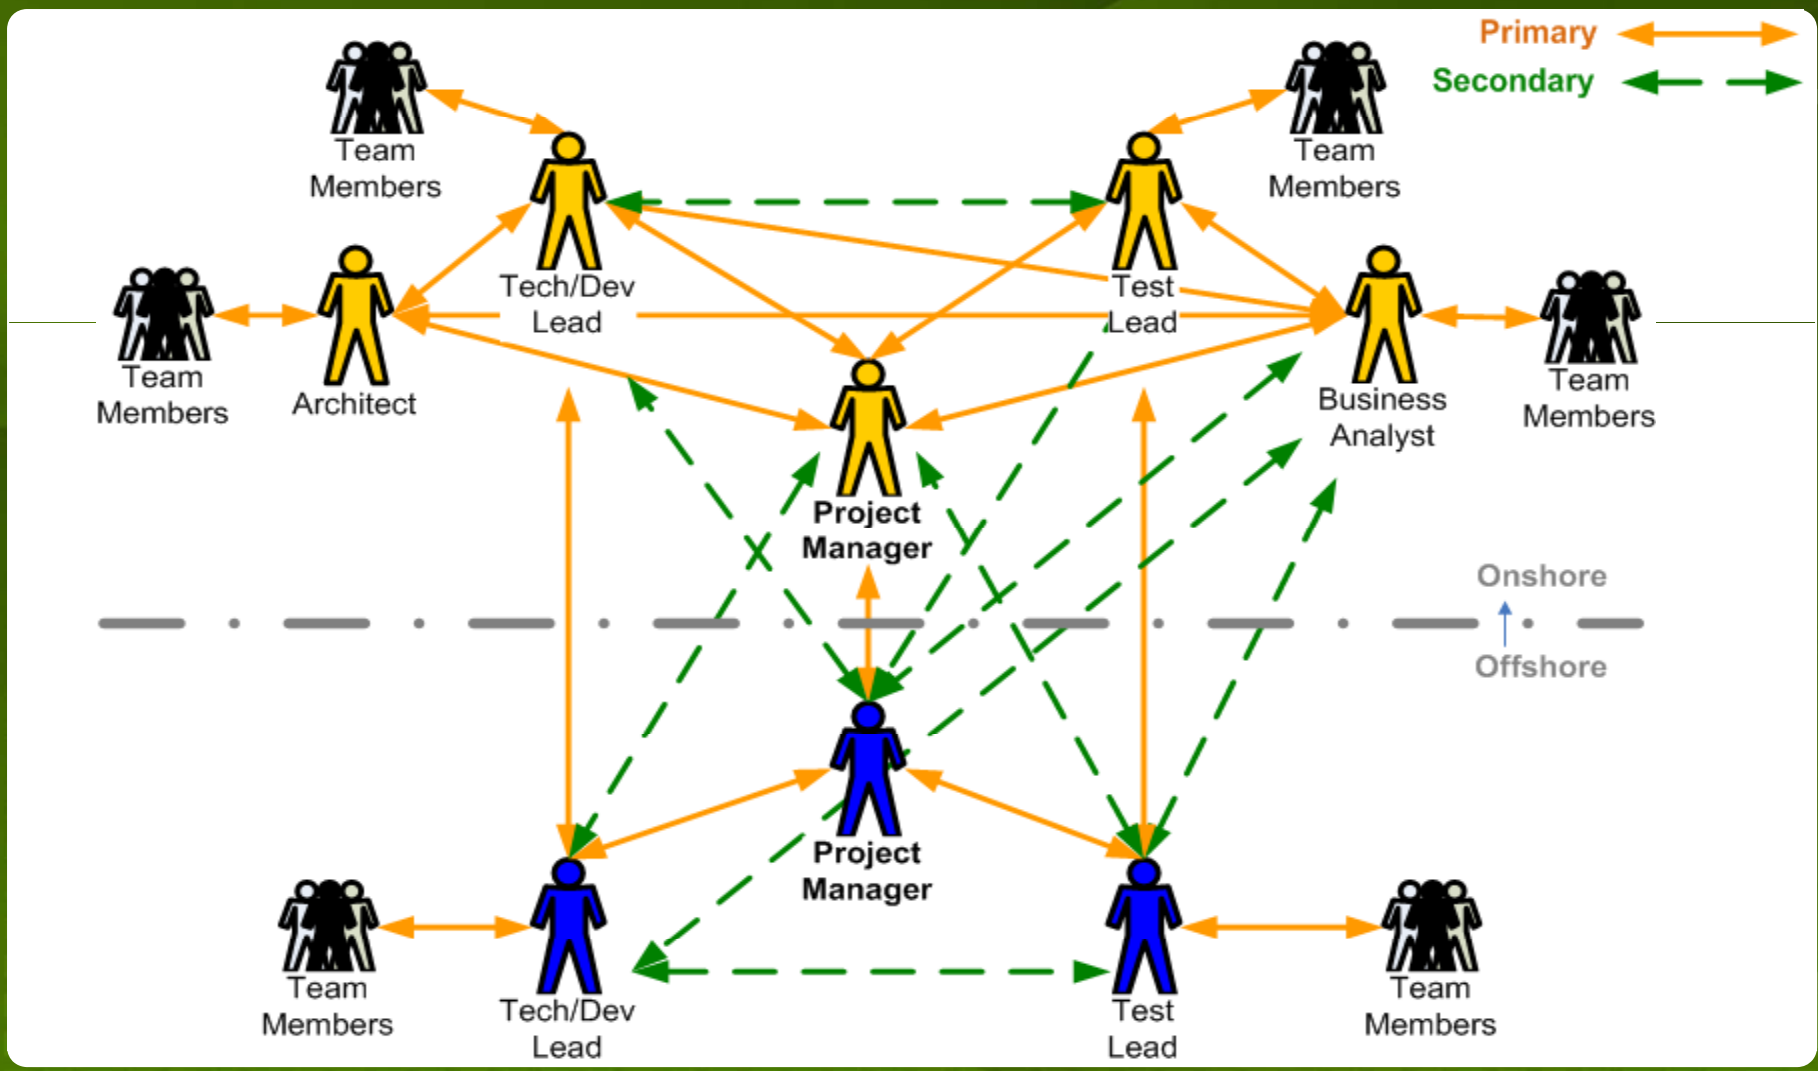 Primary
Secondary
Team
Members
Team
Members
Tech/Dev
Lead
Test
Lead
Team
Members
Architect
Business
Analyst
Team
Members
Project
Manager
Onshore
Offshore
Project
Manager
Team
Members
Tech/Dev
Lead
Test
Lead
Team
Members